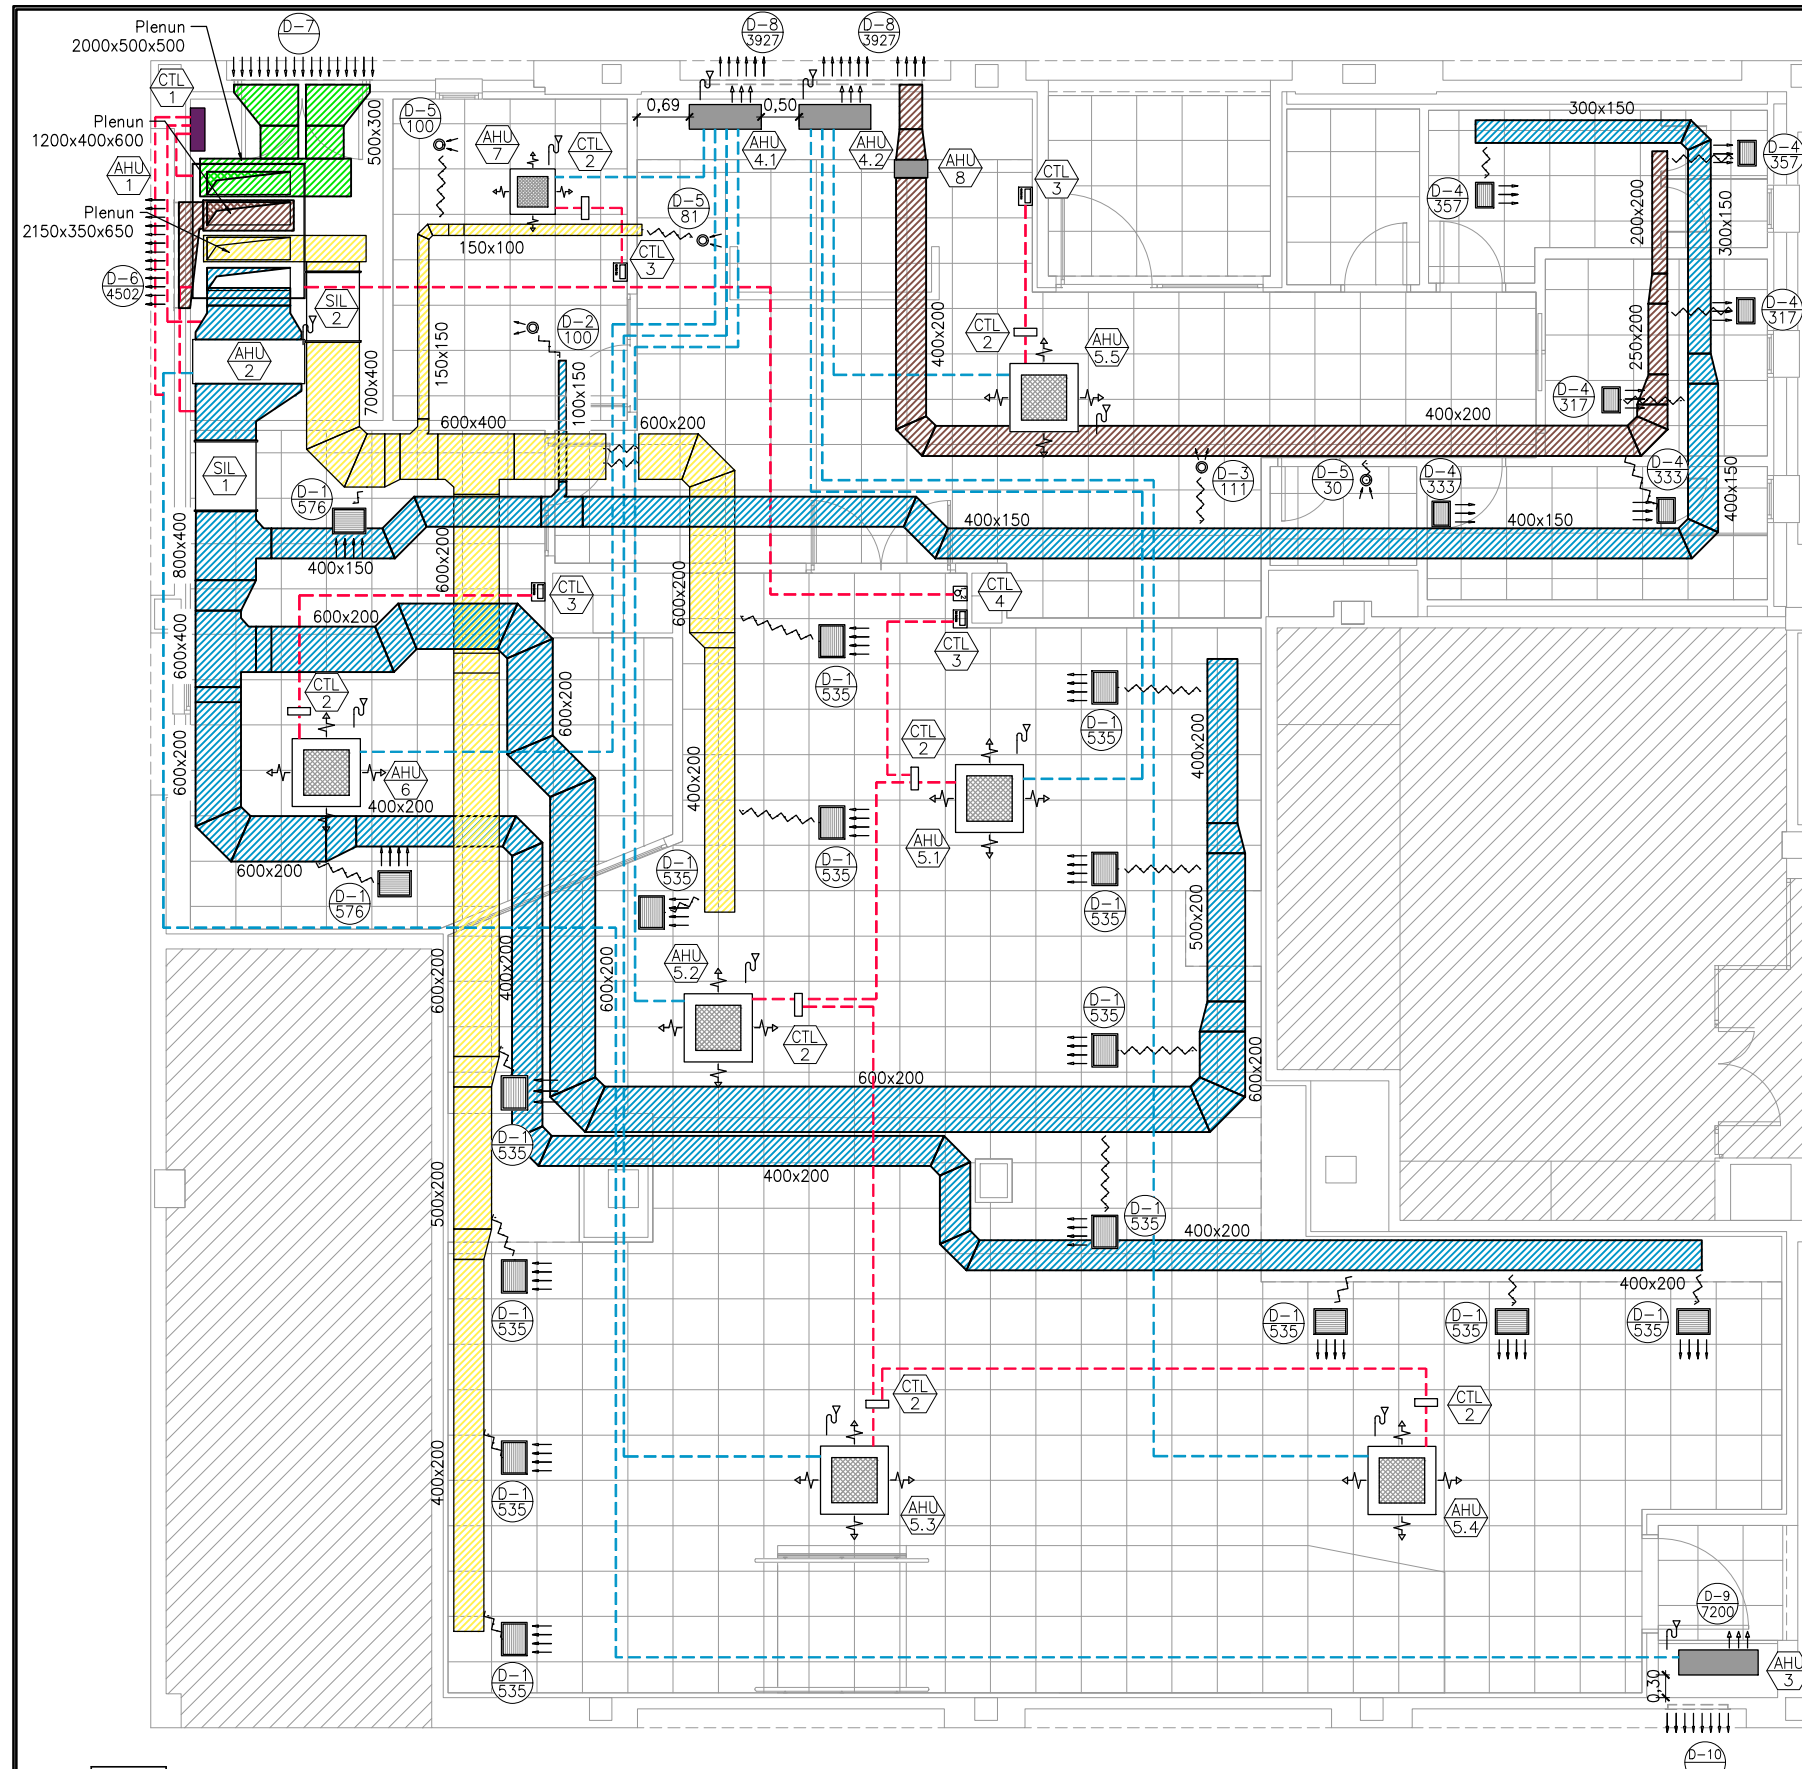 Plenun
2000x500x500
D-7
D-8
3927
D-8
3927
CTL
1
Plenun
1200x400x600
500x300
D-5
100
0,69
0,50
300x150
AHU
7
CTL
2
AHU
4.1
AHU
4.2
AHU
8
D-4
357
AHU
1
CTL
3
D-4
357
Plenun
2150x350x650
D-5
81
150x100
200x200
300x150
CTL
3
D-6
4502
SIL
2
D-2
100
CTL
2
AHU
5.5
D-4
317
AHU
2
700x400
150x150
100x150
400x200
250x200
D-4
317
600x400
600x200
400x200
SIL
1
D-1
576
D-3
111
D-5
30
D-4
333
D-4
333
400x150
400x150
400x150
400x150
800x400
600x200
600x200
CTL
3
CTL
4
600x200
600x400
CTL
3
CTL
2
D-1
535
D-1
535
600x200
CTL
2
600x200
AHU
6
400x200
400x200
400x200
AHU
5.1
600x200
D-1
535
D-1
535
D-1
576
D-1
535
500x200
AHU
5.2
600x200
400x200
600x200
D-1
535
CTL
2
600x200
600x200
D-1
535
400x200
500x200
D-1
535
400x200
400x200
D-1
535
D-1
535
D-1
535
D-1
535
CTL
2
CTL
2
400x200
D-1
535
AHU
5.3
AHU
5.4
D-9
7200
D-1
535
0,30
AHU
3
D-10